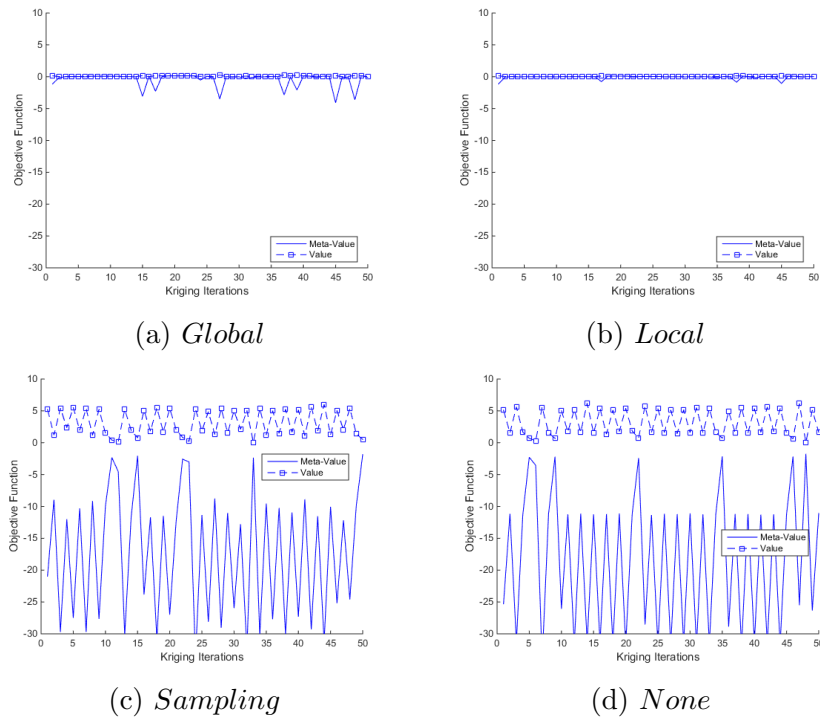 10
5
0
-5
-10
-15
-20
-25
-30
Objective Function
0 5 10 15 20 25 30 35 40 45 50
Kriging Iterations
Meta-Value
Value
(a) Global
10
5
0
-5
-10
-15
-20
-25
-30
Objective Function
0 5 10 15 20 25 30 35 40 45 50
Kriging Iterations
Meta-Value
Value
(b) Local
10
5
0
-5
-10
-15
-20
-25
-30
Objective Function
0 5 10 15 20 25 30 35 40 45 50
Kriging Iterations
Meta-Value
Value
(c) Sampling
10
5
0
-5
-10
-15
-20
-25
-30
Objective Function
0 5 10 15 20 25 30 35 40 45 50
Kriging Iterations
Meta-Value
Value
(d) None